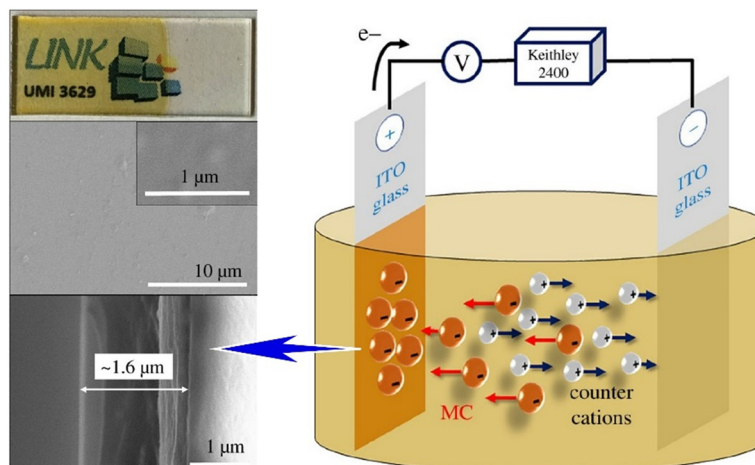 LINK
UMI 3629
1 μm
10 μm
~1.6 μm
1 μm
e−
V
Keithley
2400
+
−
ITO
glass
ITO
glass
MC
counter
cations